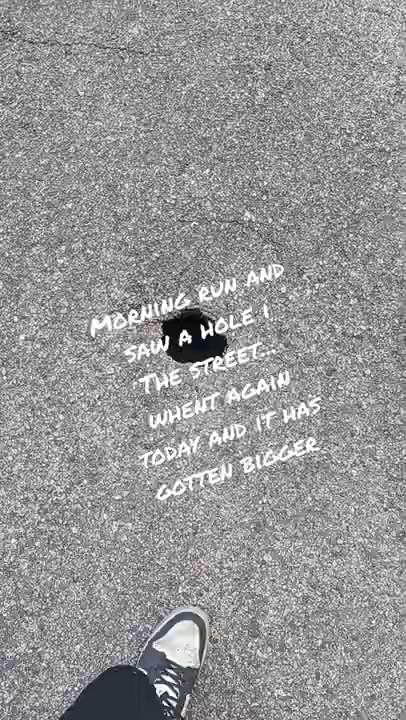 MORNING RUN AND
SAW A HOLE I
THE STREET...
WHENT AGAIN
TODAY AND IT HAS
GOTTEN BIGGER